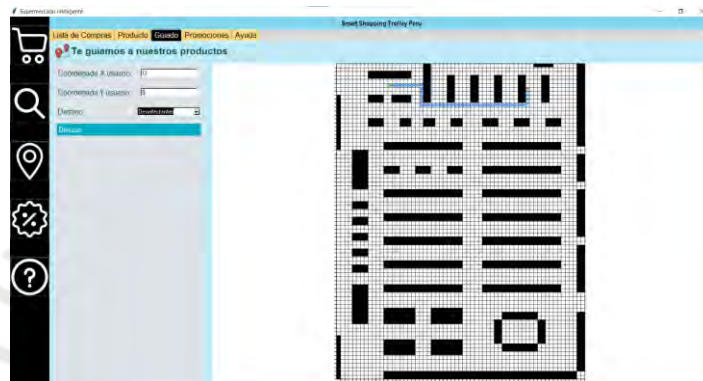 Supermercado Inteligente
Smart Shopping Trolley Peru
Lista de Compras Producto Guiado Promociones Ayuda
Te guiamos a nuestros productos
Coordenada X usuario:
Coordenada Y usuario:
Destino: Desinfectantes